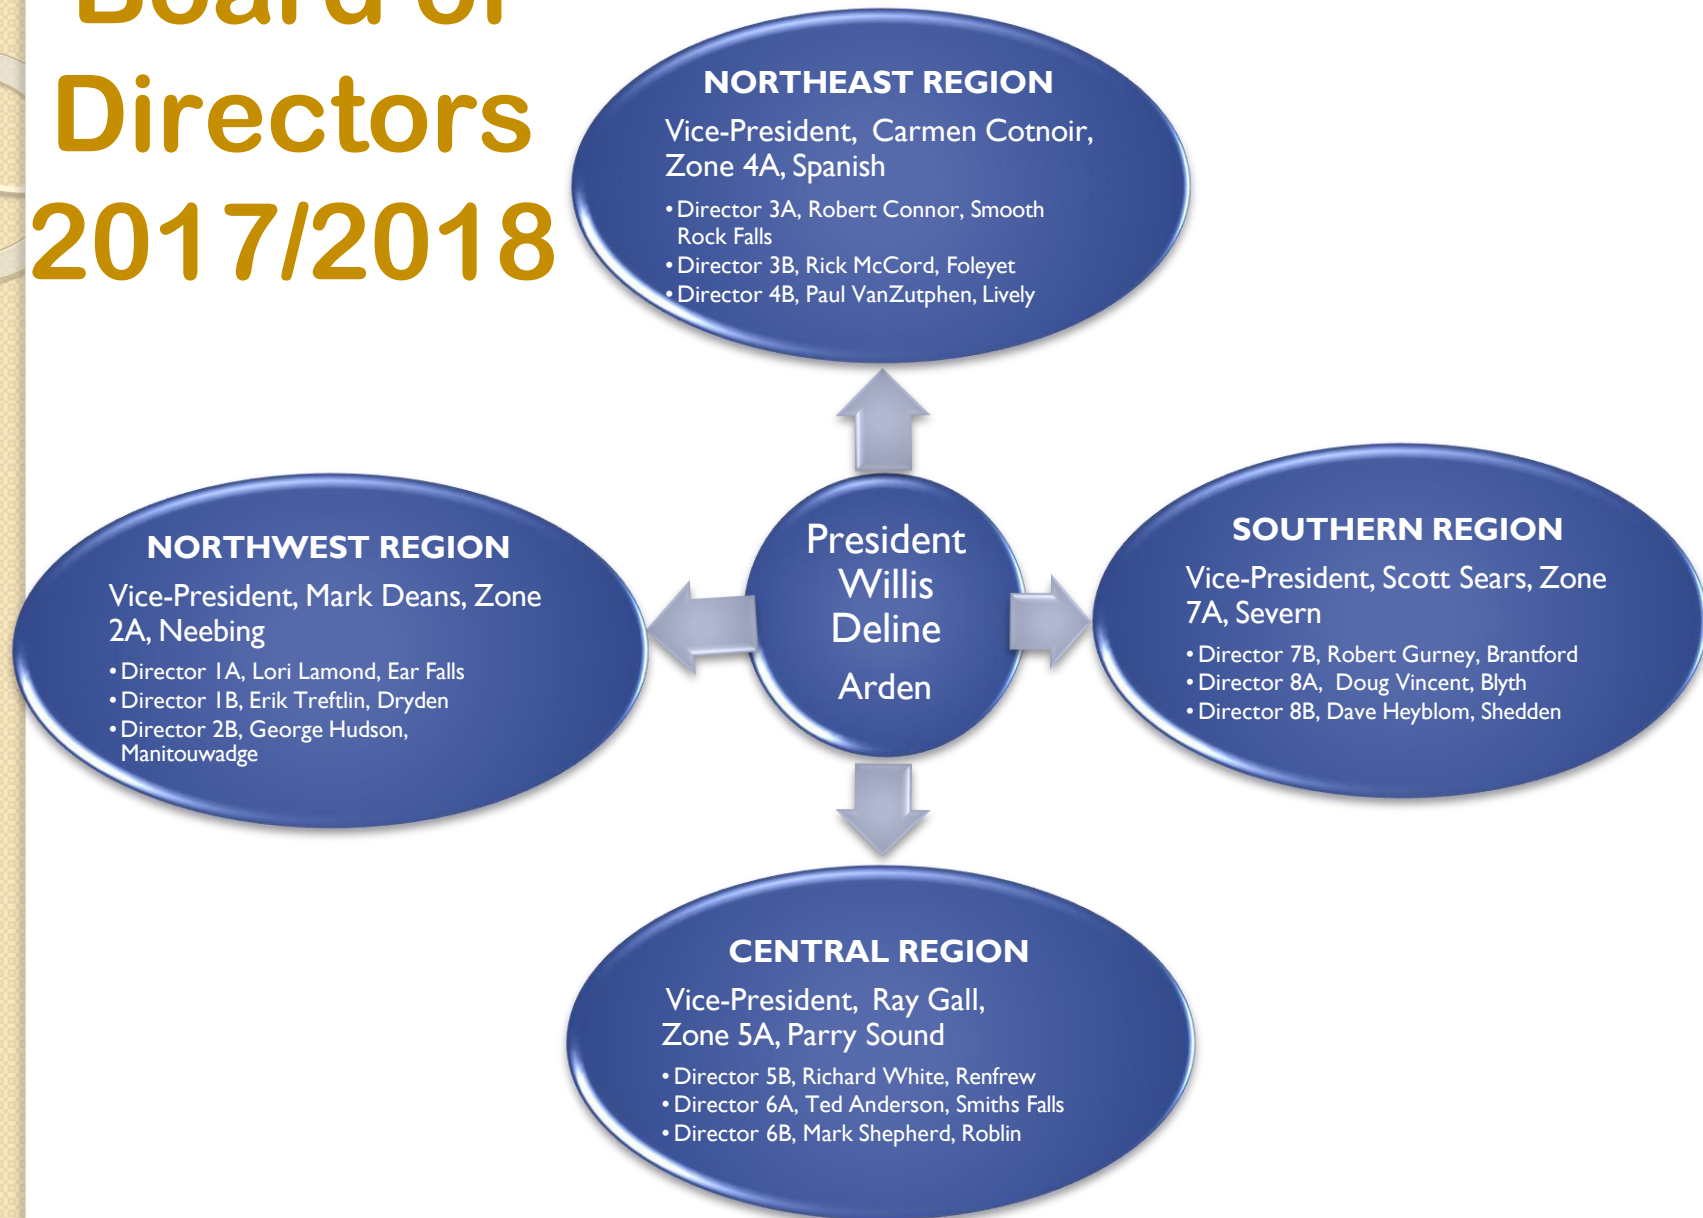 Board of
Directors
2017/2018
NORTHEAST REGION
Vice-President, Carmen Cotnoir,
Zone 4A, Spanish
• Director 3A, Robert Connor, Smooth
Rock Falls
• Director 3B, Rick McCord, Foleyet
• Director 4B, Paul VanZutphen, Lively
NORTHWEST REGION
Vice-President, Mark Deans, Zone
2A, Neebing
• Director 1A, Lori Lamond, Ear Falls
• Director 1B, Erik Treftlin, Dryden
• Director 2B, George Hudson,
Manitouwadge
President
Willis
Deline
Arden
SOUTHERN REGION
Vice-President, Scott Sears, Zone
7A, Severn
• Director 7B, Robert Gurney, Brantford
• Director 8A, Doug Vincent, Blyth
• Director 8B, Dave Heyblom, Shedden
CENTRAL REGION
Vice-President, Ray Gall,
Zone 5A, Parry Sound
• Director 5B, Richard White, Renfrew
• Director 6A, Ted Anderson, Smiths Falls
• Director 6B, Mark Shepherd, Roblin